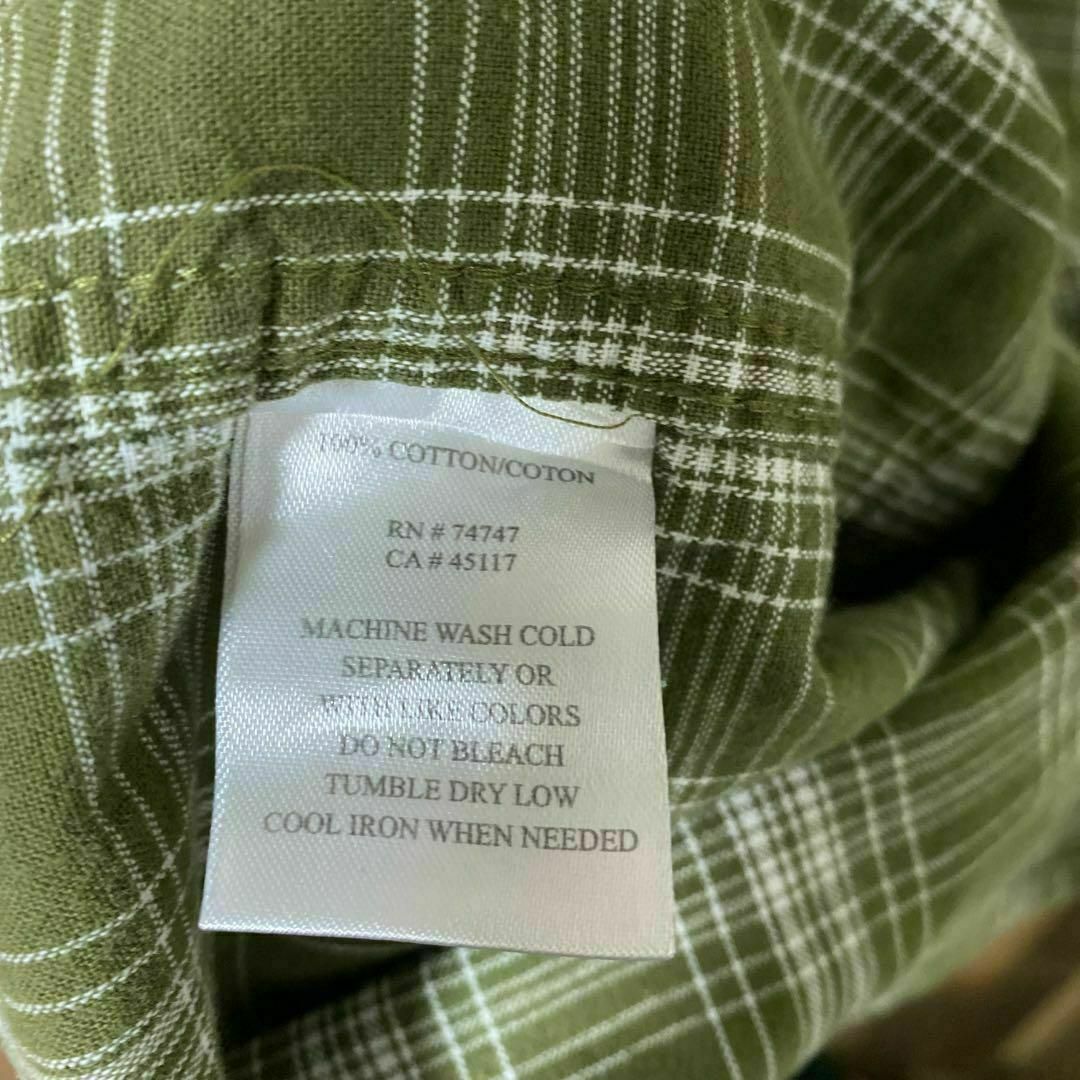 100% COTTON/COTON
RN # 74747
CA # 45117
MACHINE WASH COLD
SEPARATELY OR
WITH LIKE COLORS
DO NOT BLEACH
TUMBLE DRY LOW
COOL IRON WHEN NEEDED